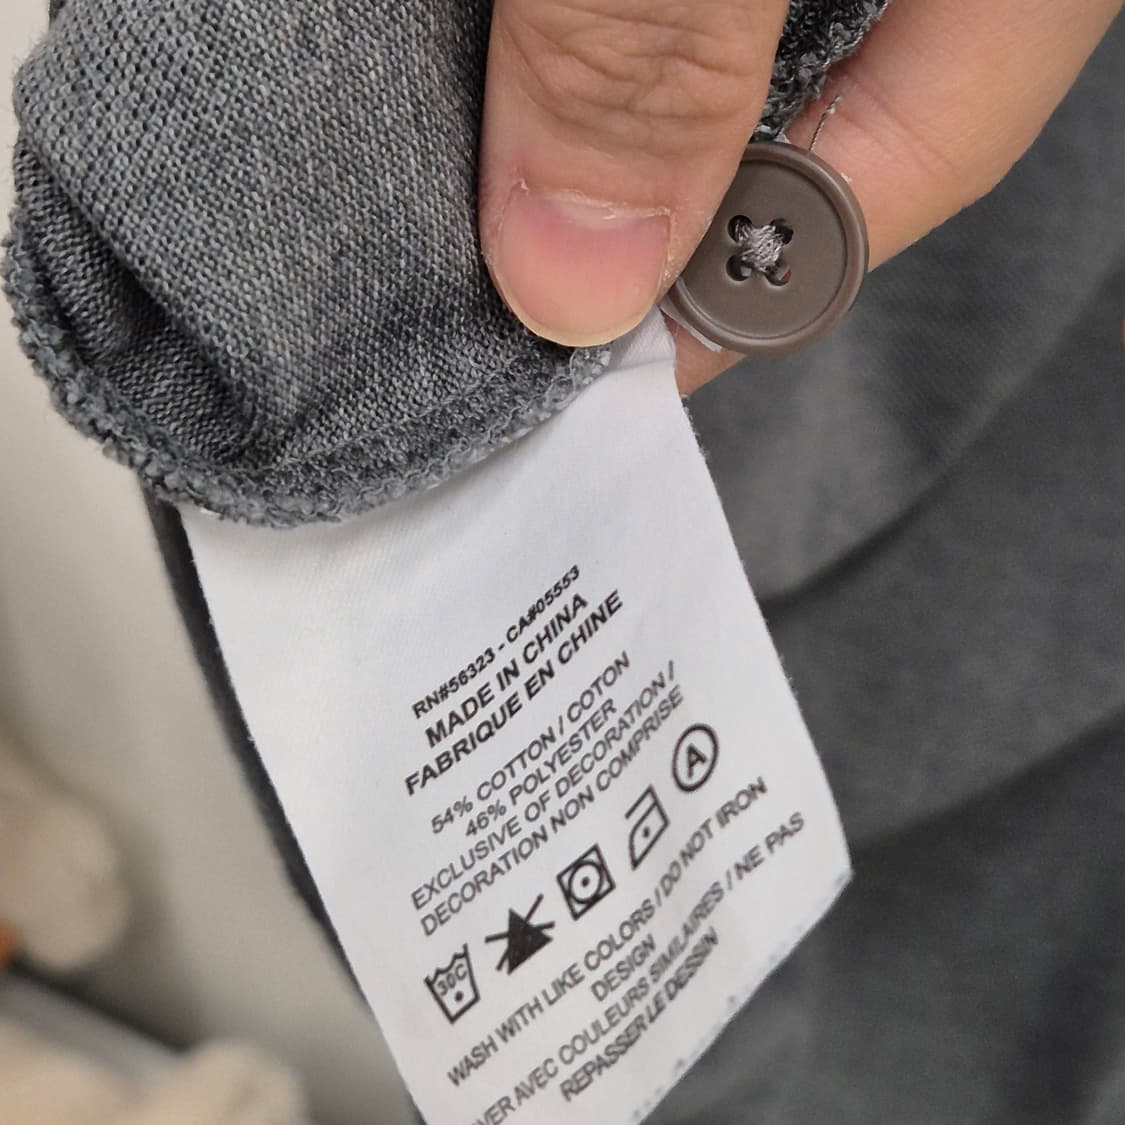 RN#56323 - CA#05553
MADE IN CHINA
FABRIQUE EN CHINE
54% COTTON / COTON
46% POLYESTER
EXCLUSIVE OF DECORATION /
DECORATION NON COMPRISE
30C
A
WASH WITH LIKE COLORS / DO NOT IRON
DESIGN
AVEC COULEURS SIMILAIRES / NE PAS
REPASSER LE DESSIN